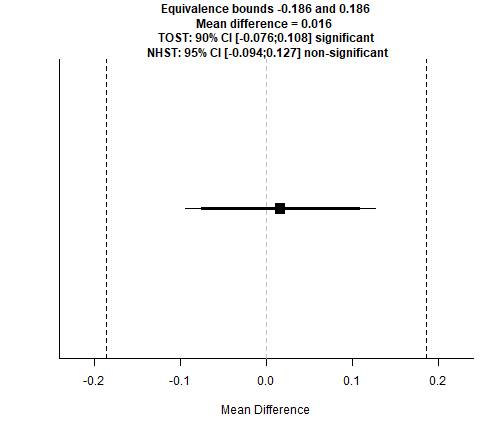 Equivalence bounds -0.186 and 0.186
Mean difference = 0.016
TOST: 90% CI [-0.076;0.108] significant
NHST: 95% CI [-0.094;0.127] non-significant
-0.2 -0.1 0.0 0.1 0.2
Mean Difference